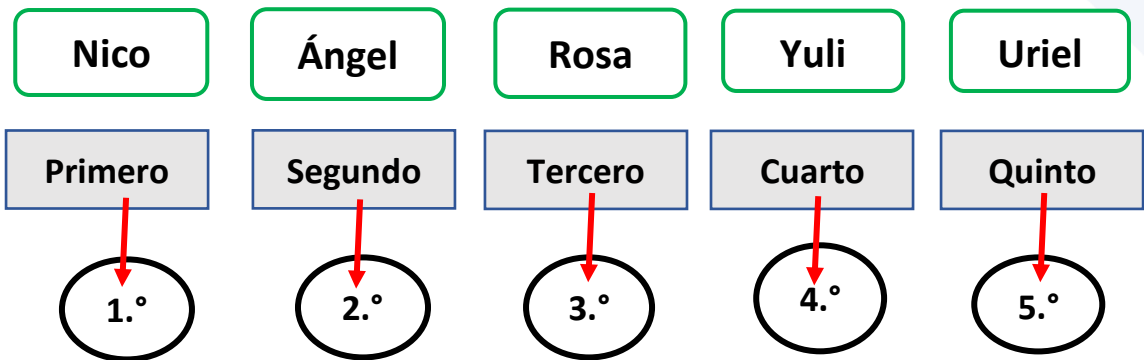 Nico Ángel Rosa Yuli Uriel
Primero Segundo Tercero Cuarto Quinto
1.° 2.° 3.° 4.° 5.°